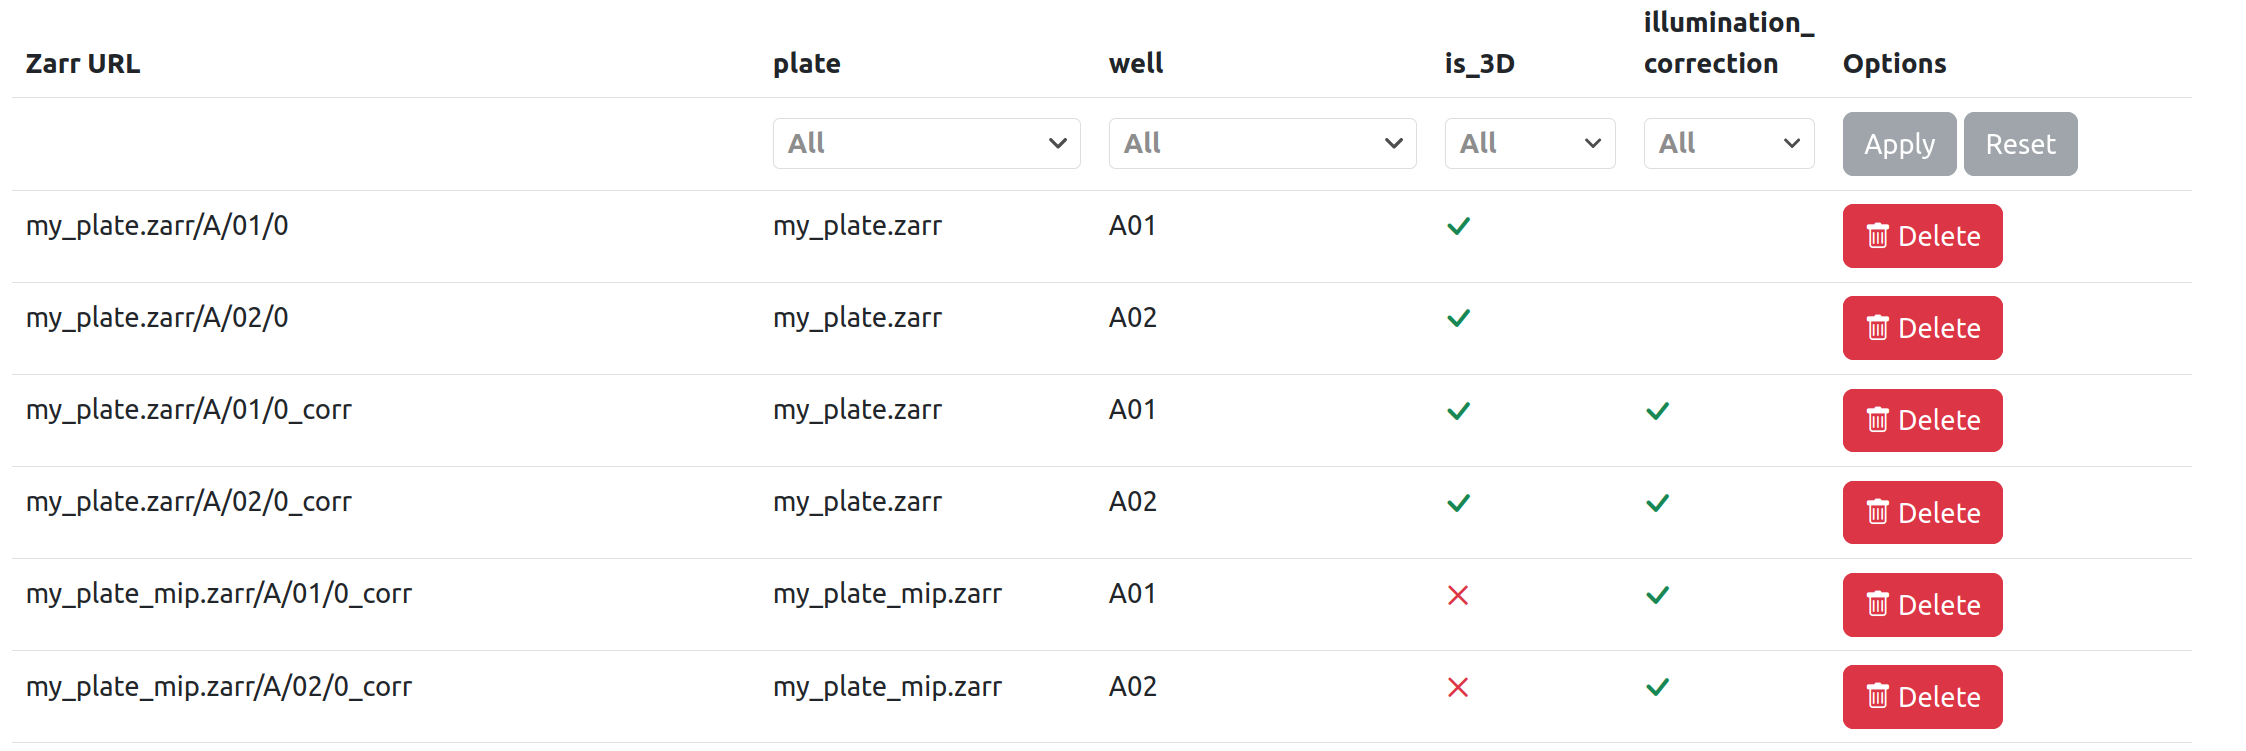 Zarr URL plate well is_3D illumination_ correction Options
All All All All Apply Reset
my_plate.zarr/A/01/0 my_plate.zarr A01 Delete
my_plate.zarr/A/02/0 my_plate.zarr A02 Delete
my_plate.zarr/A/01/0_corr my_plate.zarr A01 Delete
my_plate.zarr/A/02/0_corr my_plate.zarr A02 Delete
my_plate_mip.zarr/A/01/0_corr my_plate_mip.zarr A01 Delete
my_plate_mip.zarr/A/02/0_corr my_plate_mip.zarr A02 Delete